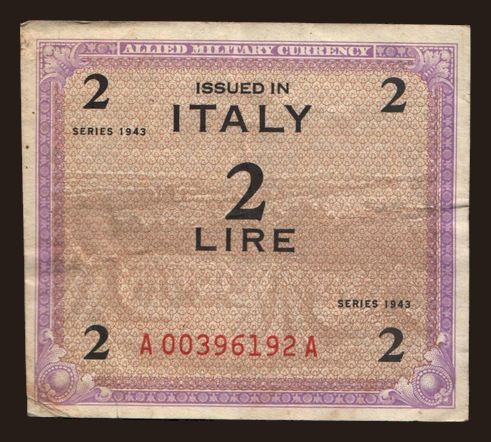 ALLIED MILITARY CURRENCY
2 ISSUED IN 2
SERIES 1943 ITALY
2
LIRE
SERIES 1943
2 A 00396192 A 2